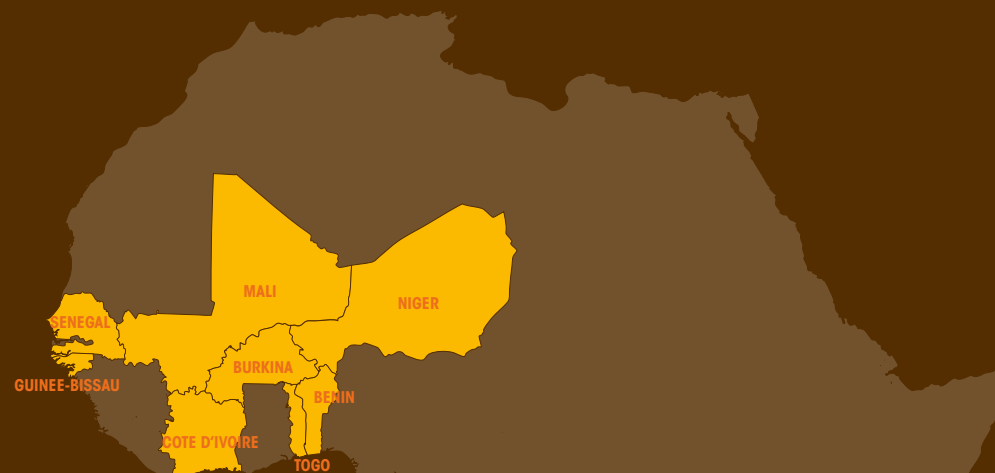 MALI
NIGER
SENEGAL
BURKINA
GUINEE-BISSAU
BENIN
COTE D'IVOIRE
TOGO